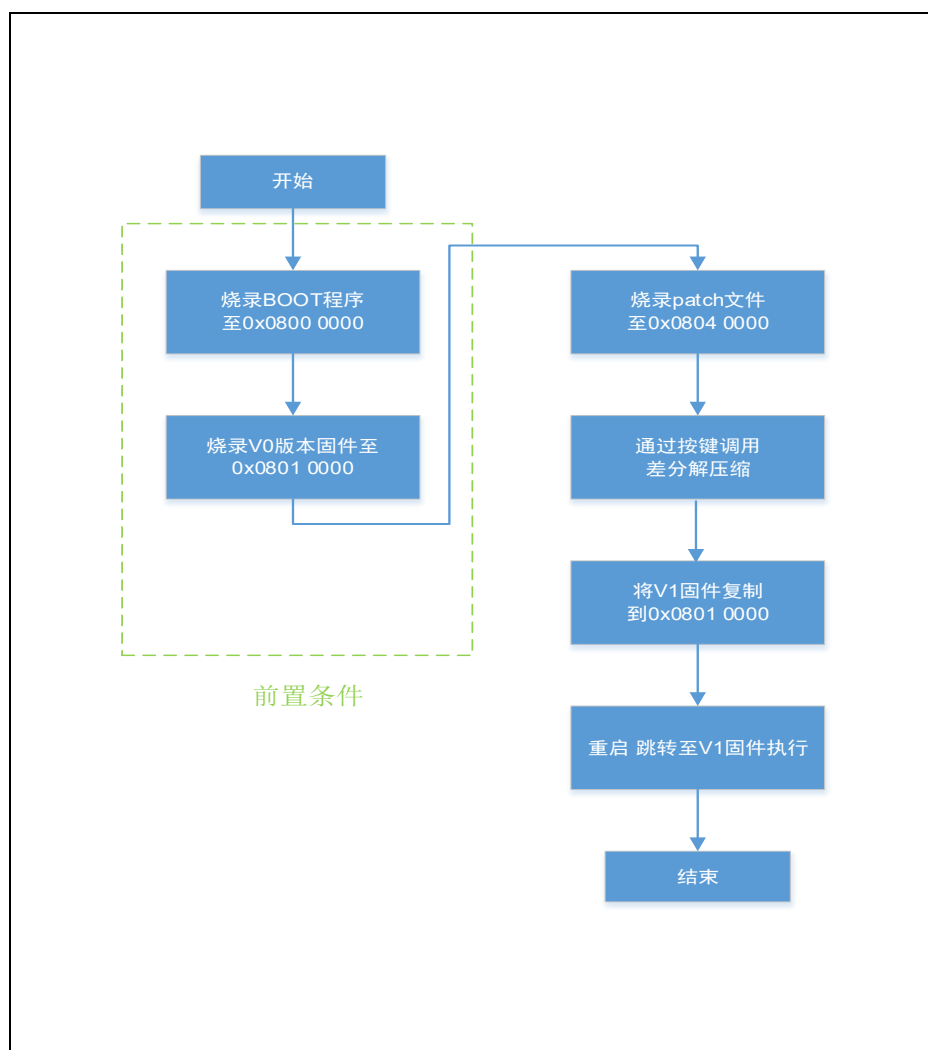 开始
烧录BOOT程序
至0x0800 0000
烧录V0版本固件至
0x0801 0000
前置条件
烧录patch文件
至0x0804 0000
通过按键调用
差分解压缩
将V1固件复制
到0x0801 0000
重启 跳转至V1固件执行
结束